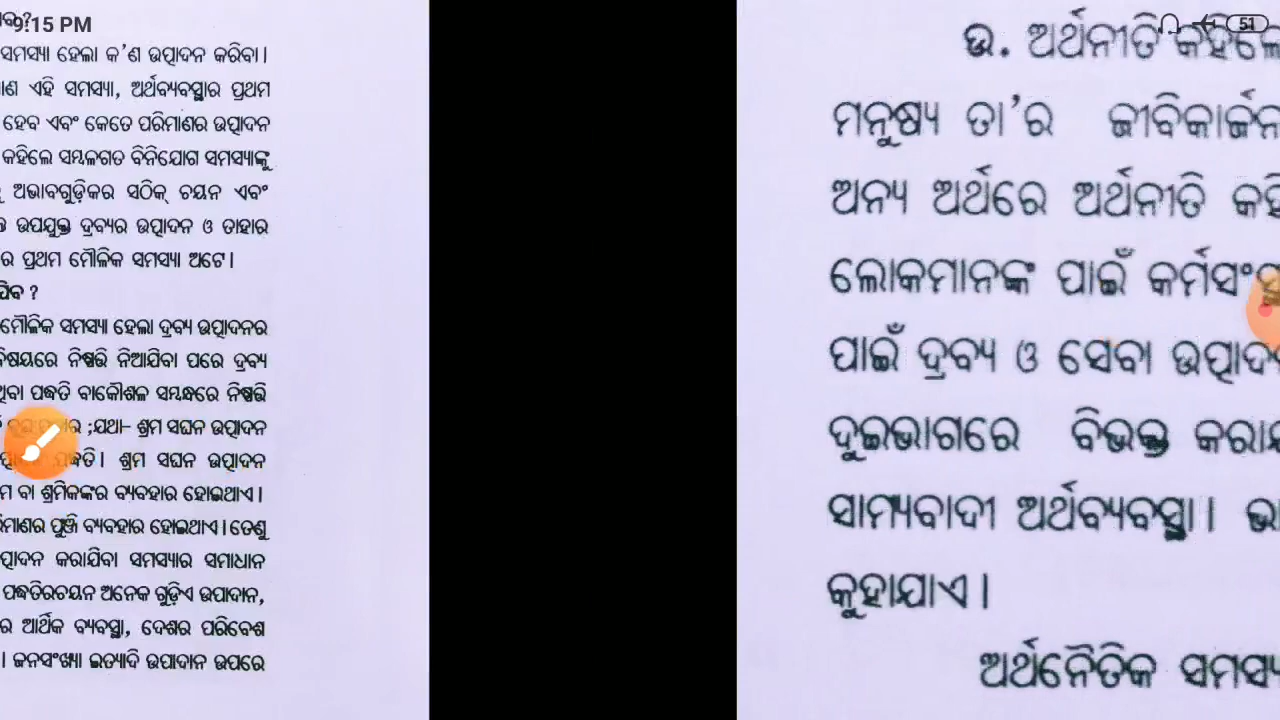 9:15 PM
51
ସମସ୍ୟା ହେଲା କ'ଣ ଉତ୍ପାଦନ କରିବା।
ଏହି ସମସ୍ୟା, ଅର୍ଥବ୍ୟବସ୍ଥାର ପ୍ରଥମ
ହେବ ଏବଂ କେତେ ପରିମାଣର ଉତ୍ପାଦନ
କହିଲେ ସମ୍ବଳଗତ ବିନିଯୋଗ ସମସ୍ୟାଙ୍କୁ
ଅଭାବଗୁଡ଼ିକର ସଠିକ୍ ଚୟନ ଏବଂ
ଉପଯୁକ୍ତ ଦ୍ରବ୍ୟର ଉତ୍ପାଦନ ଓ ତାହାର
ର ପ୍ରଥମ ମୌଳିକ ସମସ୍ୟା ଅଟେ।
ଯିବ ?
ମୌଳିକ ସମସ୍ୟା ହେଲା ଦ୍ରବ୍ୟ ଉତ୍ପାଦନର
ବିଷୟରେ ନିଷ୍ପତ୍ତି ନିଆଯିବା ପରେ ଦ୍ରବ୍ୟ
ପଦ୍ଧତି ବାକୌଶଳ ସମ୍ବନ୍ଧରେ ନିଷ୍ପତ୍ତି
;ଯଥା– ଶ୍ରମ ସଘନ ଉତ୍ପାଦନ
ପଦ୍ଧତି। ଶ୍ରମ ସଘନ ଉତ୍ପାଦନ
ବା ଶ୍ରମିକଙ୍କର ବ୍ୟବହାର ହୋଇଥାଏ।
ପୁଞ୍ଜି ବ୍ୟବହାର ହୋଇଥାଏ। ତେଣୁ
କରାଯିବା ସମସ୍ୟାର ସମାଧାନ
ପଦ୍ଧତିରଚୟନ ଅନେକ ଗୁଡ଼ିଏ ଉପାଦାନ,
ର ଆର୍ଥିକ ବ୍ୟବସ୍ଥା, ଦେଶର ପରିବେଶ
। ଜନସଂଖ୍ୟା ଇତ୍ୟାଦି ଉପାଦାନ ଉପରେ
ଉ. ଅର୍ଥନୀତି କହିଲେ
ମନୁଷ୍ୟ ତା'ର ଜୀବିକାର୍ଜନ
ଅନ୍ୟ ଅର୍ଥରେ ଅର୍ଥନୀତି କହି
ଲୋକମାନଙ୍କ ପାଇଁ କର୍ମସଂସ୍ଥ
ପାଇଁ ଦ୍ରବ୍ୟ ଓ ସେବା ଉତ୍ପାଦ
ଦୁଇଭାଗରେ ବିଭକ୍ତ କରାଯ
ସାମ୍ୟବାଦୀ ଅର୍ଥବ୍ୟବସ୍ଥା। ଭା
କୁହାଯାଏ।
ଅର୍ଥନୈତିକ ସମସ୍ୟ